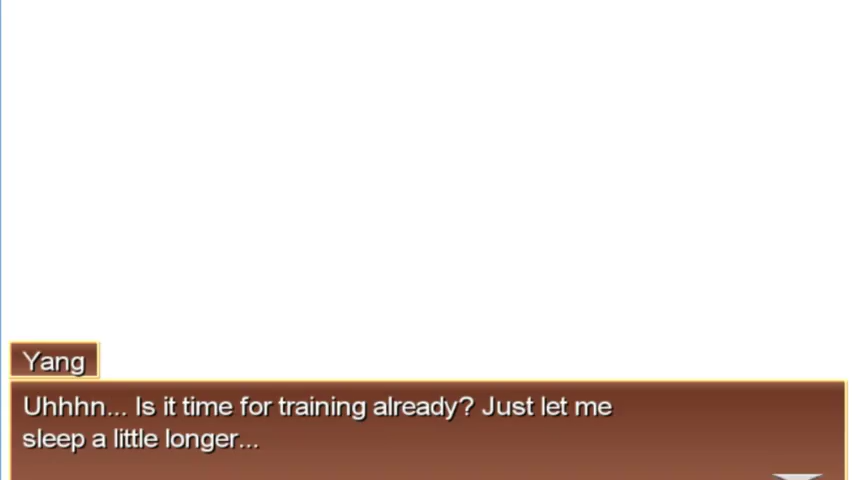 Yang
Uhhhn... Is it time for training already? Just let me
sleep a little longer...